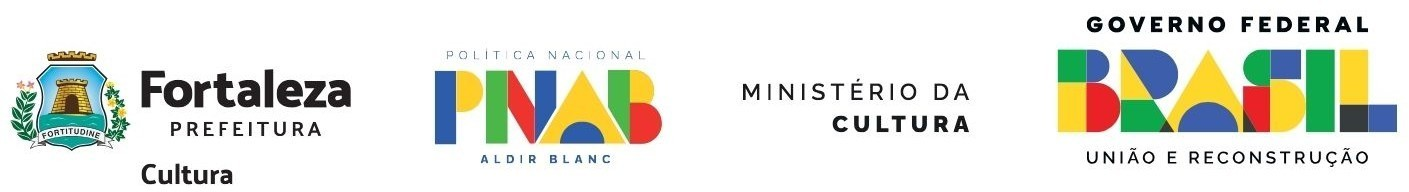 FORTITUDINE
Fortaleza
PREFEITURA
Cultura
POLÍTICA NACIONAL
PNAB
ALDIR BLANC
MINISTÉRIO DA
CULTURA
GOVERNO FEDERAL
BRASIL
UNIÃO E RECONSTRUÇÃO